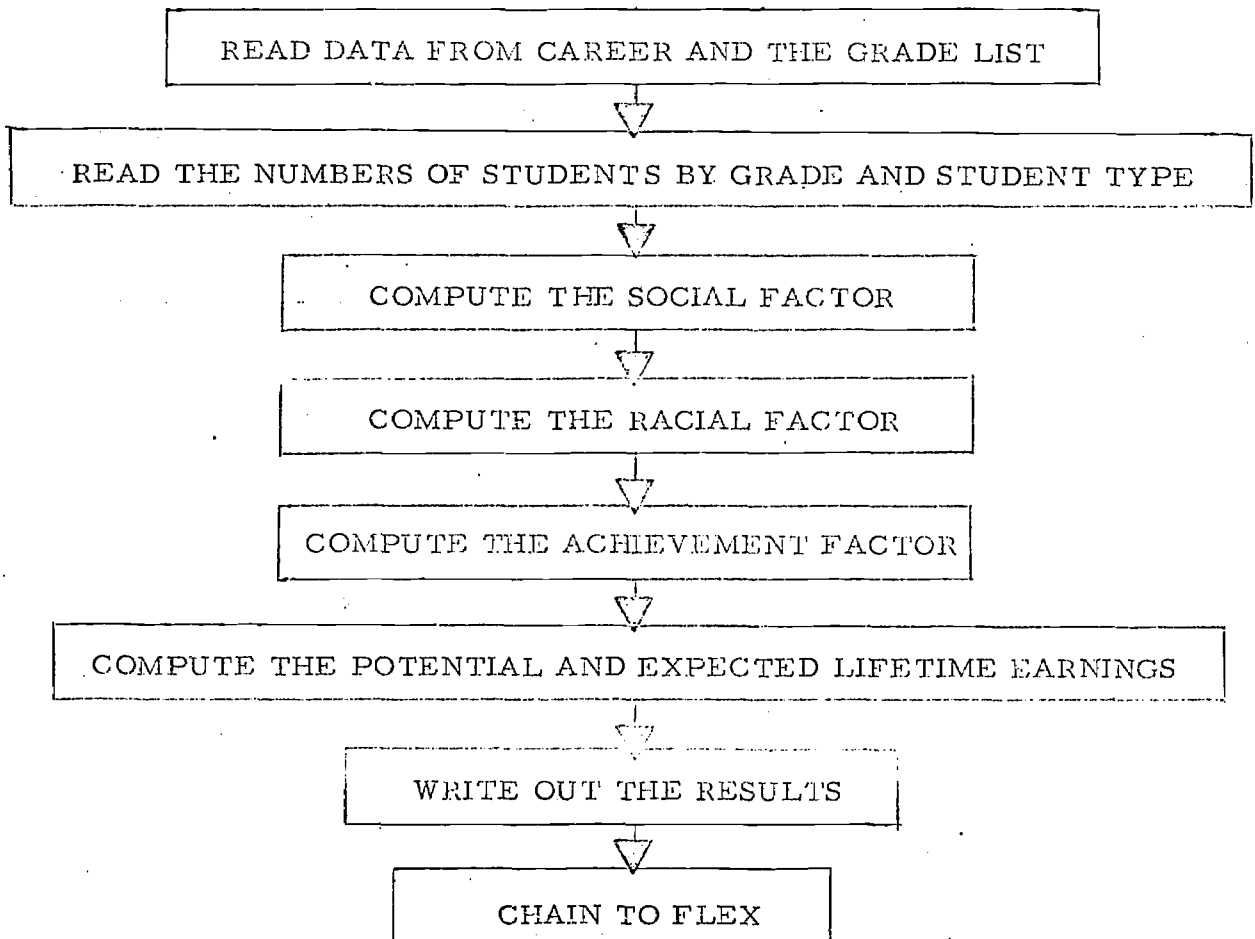 READ DATA FROM CAREER AND THE GRADE LIST
READ THE NUMBERS OF STUDENTS BY GRADE AND STUDENT TYPE
COMPUTE THE SOCIAL FACTOR
COMPUTE THE RACIAL FACTOR
COMPUTE THE ACHIEVEMENT FACTOR
COMPUTE THE POTENTIAL AND EXPECTED LIFETIME EARNINGS
WRITE OUT THE RESULTS
CHAIN TO FLEX